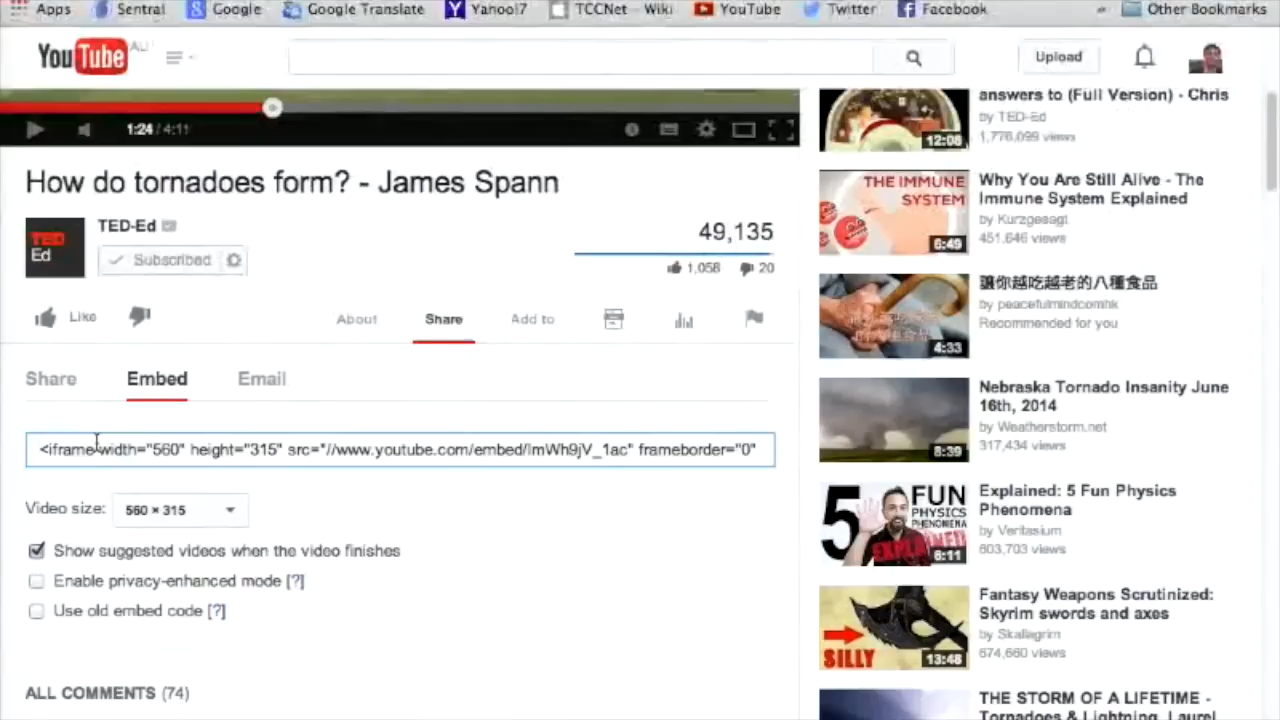 Apps Sentral Google Google Translate Yahoo!7 TCCNet - Wiki YouTube Twitter Facebook » Other Bookmarks
YouTube AU
Upload
1:24 / 4:11
How do tornadoes form? - James Spann
TED-Ed
TED
Ed
Subscribed
49,135
1,058 20
Like
About Share Add to
Share Embed Email
<iframe width="560" height="315" src="//www.youtube.com/embed/lmWh9jV_1ac" frameborder="0"
Video size: 560 × 315
Show suggested videos when the video finishes
Enable privacy-enhanced mode [?]
Use old embed code [?]
ALL COMMENTS (74)
12:08
answers to (Full Version) - Chris
by TED-Ed
1,776,099 views
THE IMMUNE
SYSTEM
6:49
Why You Are Still Alive - The
Immune System Explained
by Kurzgesagt
451,646 views
4:33
讓你越吃越老的八種食品
by peacefulmindcomhk
Recommended for you
8:39
Nebraska Tornado Insanity June
16th, 2014
by Weatherstorm.net
317,434 views
5 FUN
PHYSICS
PHENOMENA
EXPLAINED
6:11
Explained: 5 Fun Physics
Phenomena
by Veritasium
603,703 views
SILLY
13:48
Fantasy Weapons Scrutinized:
Skyrim swords and axes
by Skallagrim
674,660 views
THE STORM OF A LIFETIME -
Tornadoes & Lightning, Laurel